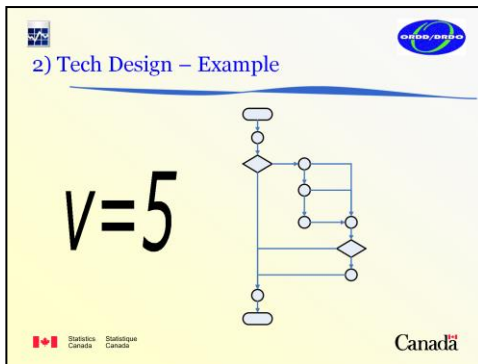 ORDD/DRDO
2) Tech Design – Example
v=5
Statistics Statistique
Canada Canada
Canada